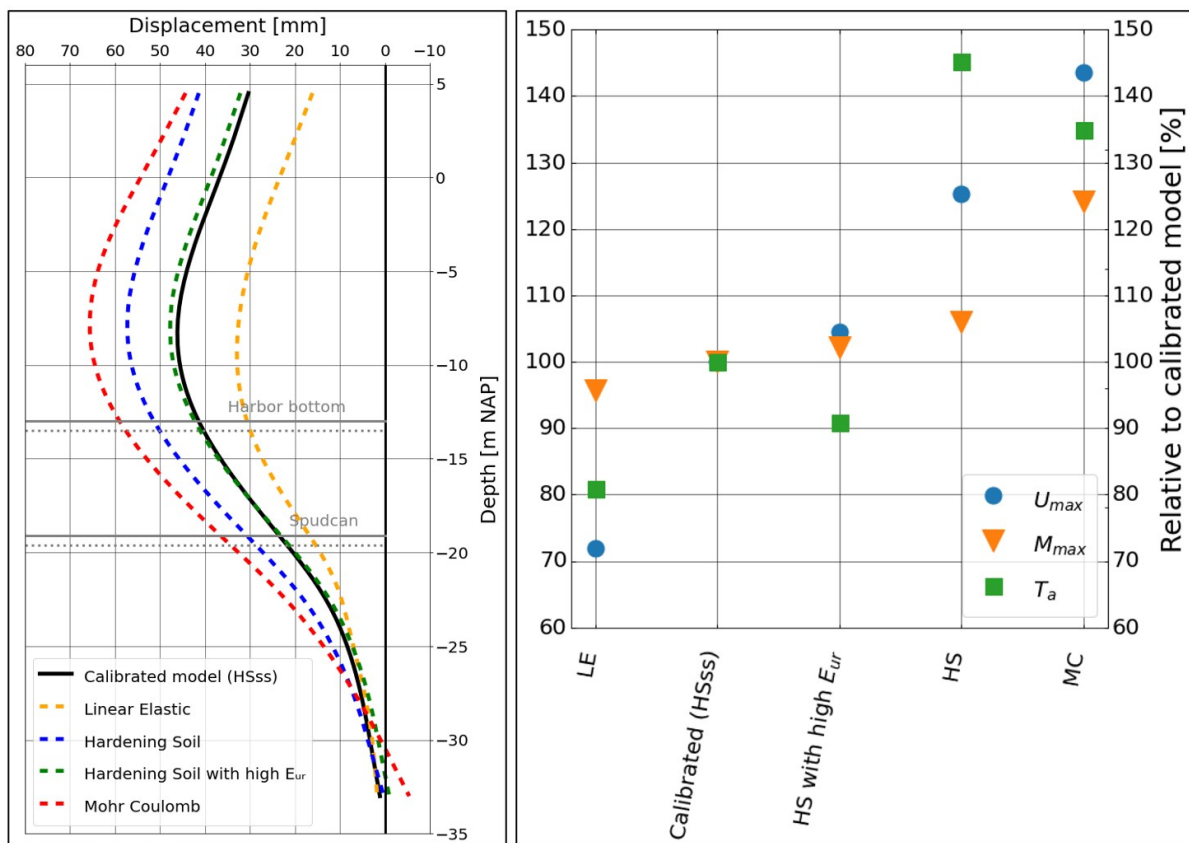 Displacement [mm]
80 70 60 50 40 30 20 10 0 −10
5
0
−5
−10
−15
−20
−25
−30
−35
Depth [m NAP]
Harbor bottom
Spudcan
Calibrated model (HSss)
Linear Elastic
Hardening Soil
Hardening Soil with high Eur
Mohr Coulomb
150
140
130
120
110
100
90
80
70
60
150
140
130
120
110
100
90
80
70
60
Relative to calibrated model [%]
Umax
Mmax
Ta
LE
Calibrated (HSss)
HS with high Eur
HS
MC